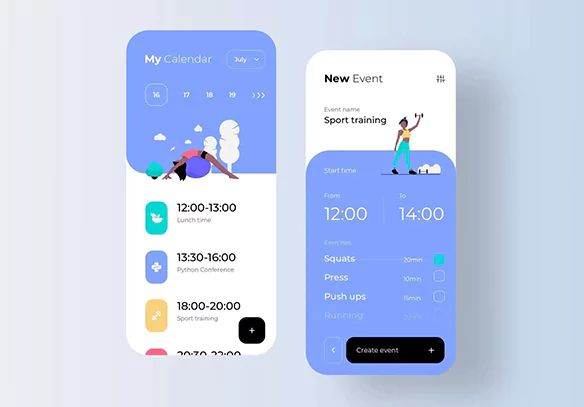 My Calendar
July
16 17 18 19
12:00-13:00
Lunch time
13:30-16:00
Python Conference
18:00-20:00
Sport training
+
New Event
Event name
Sport training
Start time
From To
12:00 14:00
Exercises
Squats 20min
Press 10min
Push ups 15min
Running
Create event +